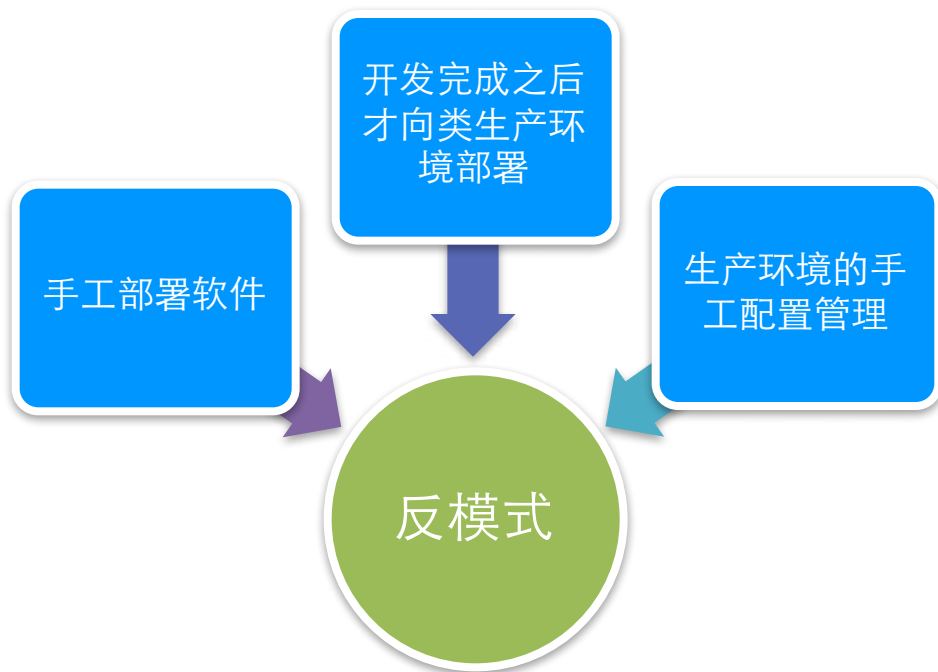 开发完成之后
才向类生产环
境部署
手工部署软件
生产环境的手
工配置管理
反模式